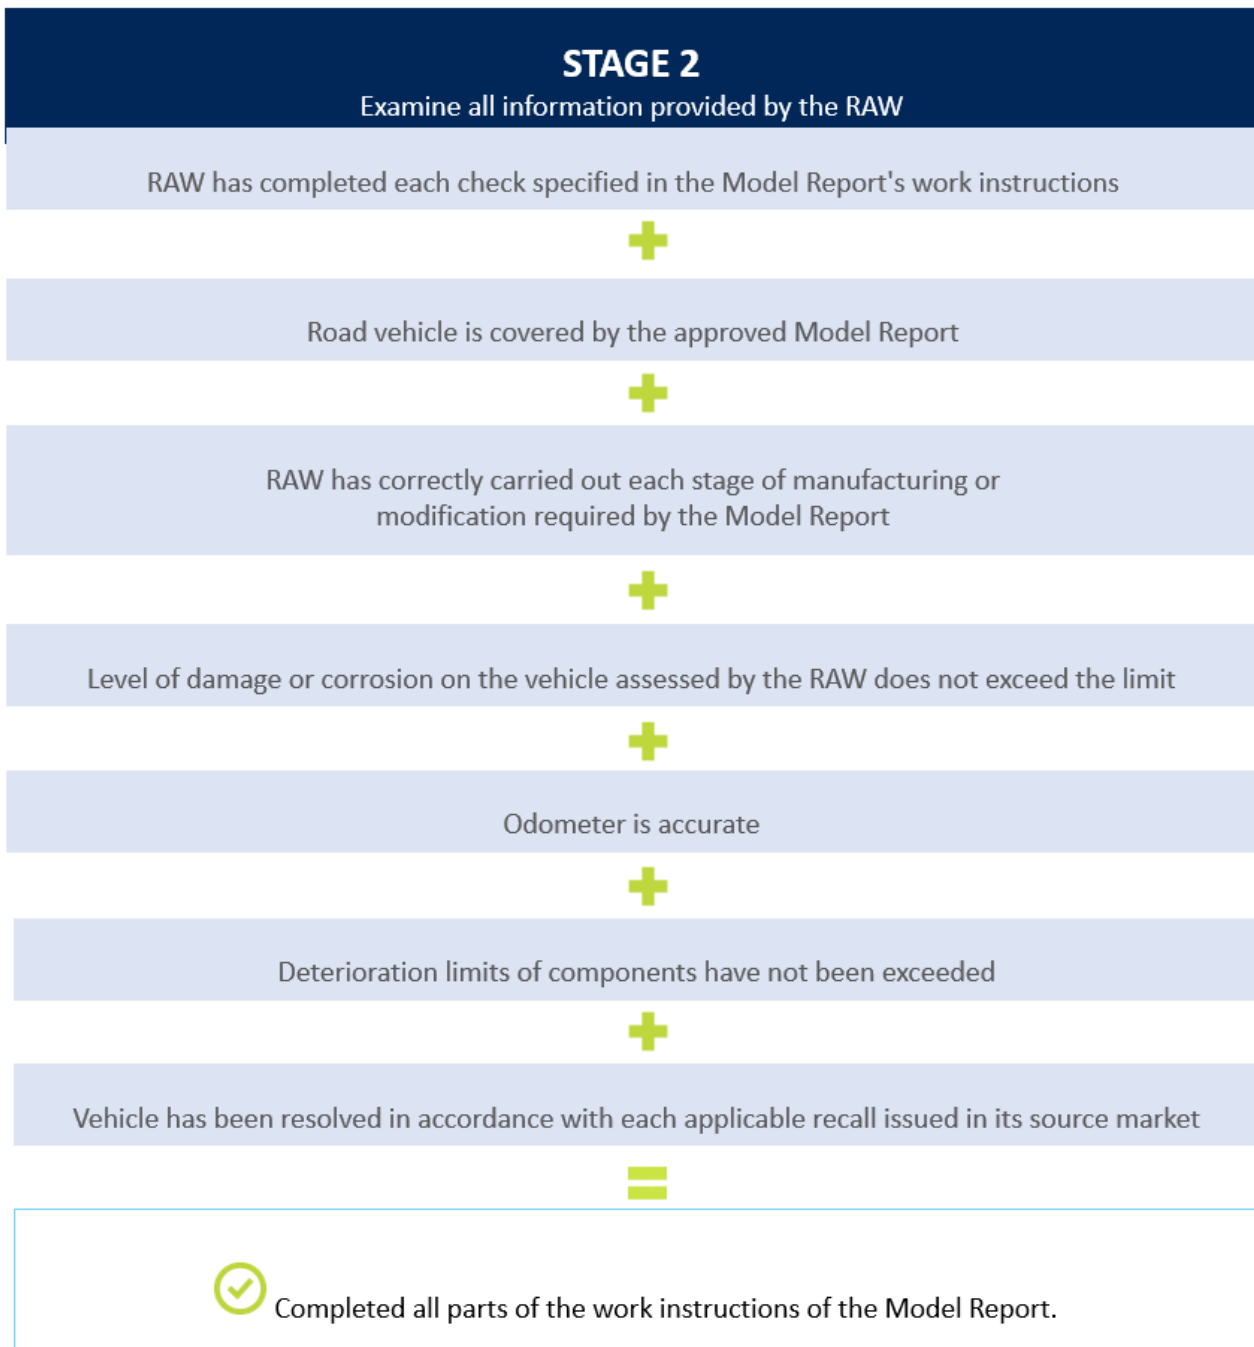 STAGE 2
Examine all information provided by the RAW
RAW has completed each check specified in the Model Report's work instructions
Road vehicle is covered by the approved Model Report
RAW has correctly carried out each stage of manufacturing or
modification required by the Model Report
Level of damage or corrosion on the vehicle assessed by the RAW does not exceed the limit
Odometer is accurate
Deterioration limits of components have not been exceeded
Vehicle has been resolved in accordance with each applicable recall issued in its source market
Completed all parts of the work instructions of the Model Report.